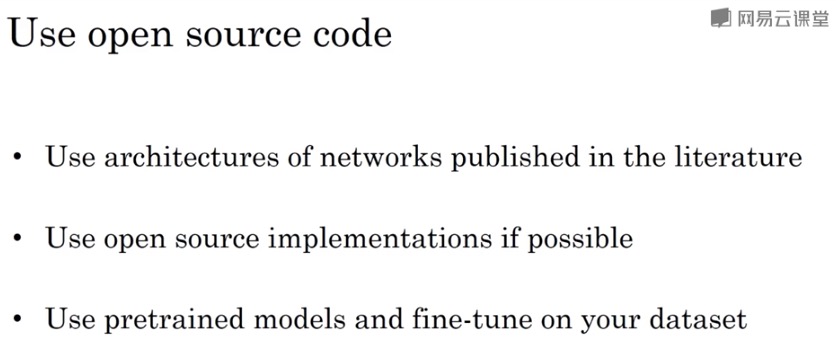 Use open source code
网易云课堂
• Use architectures of networks published in the literature
• Use open source implementations if possible
• Use pretrained models and fine-tune on your dataset